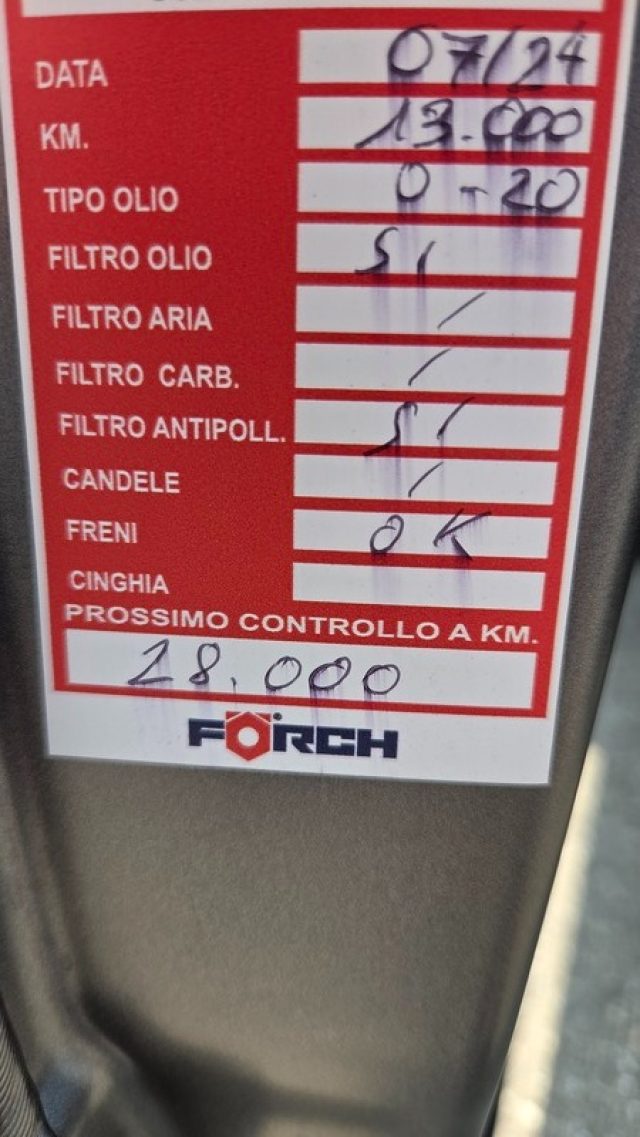 DATA 07/24
KM. 13.000
TIPO OLIO 0-20
FILTRO OLIO SI
FILTRO ARIA /
FILTRO CARB. /
FILTRO ANTIPOLL. SI
CANDELE /
FRENI OK
CINGHIA
PROSSIMO CONTROLLO A KM.
28.000
FÖRCH